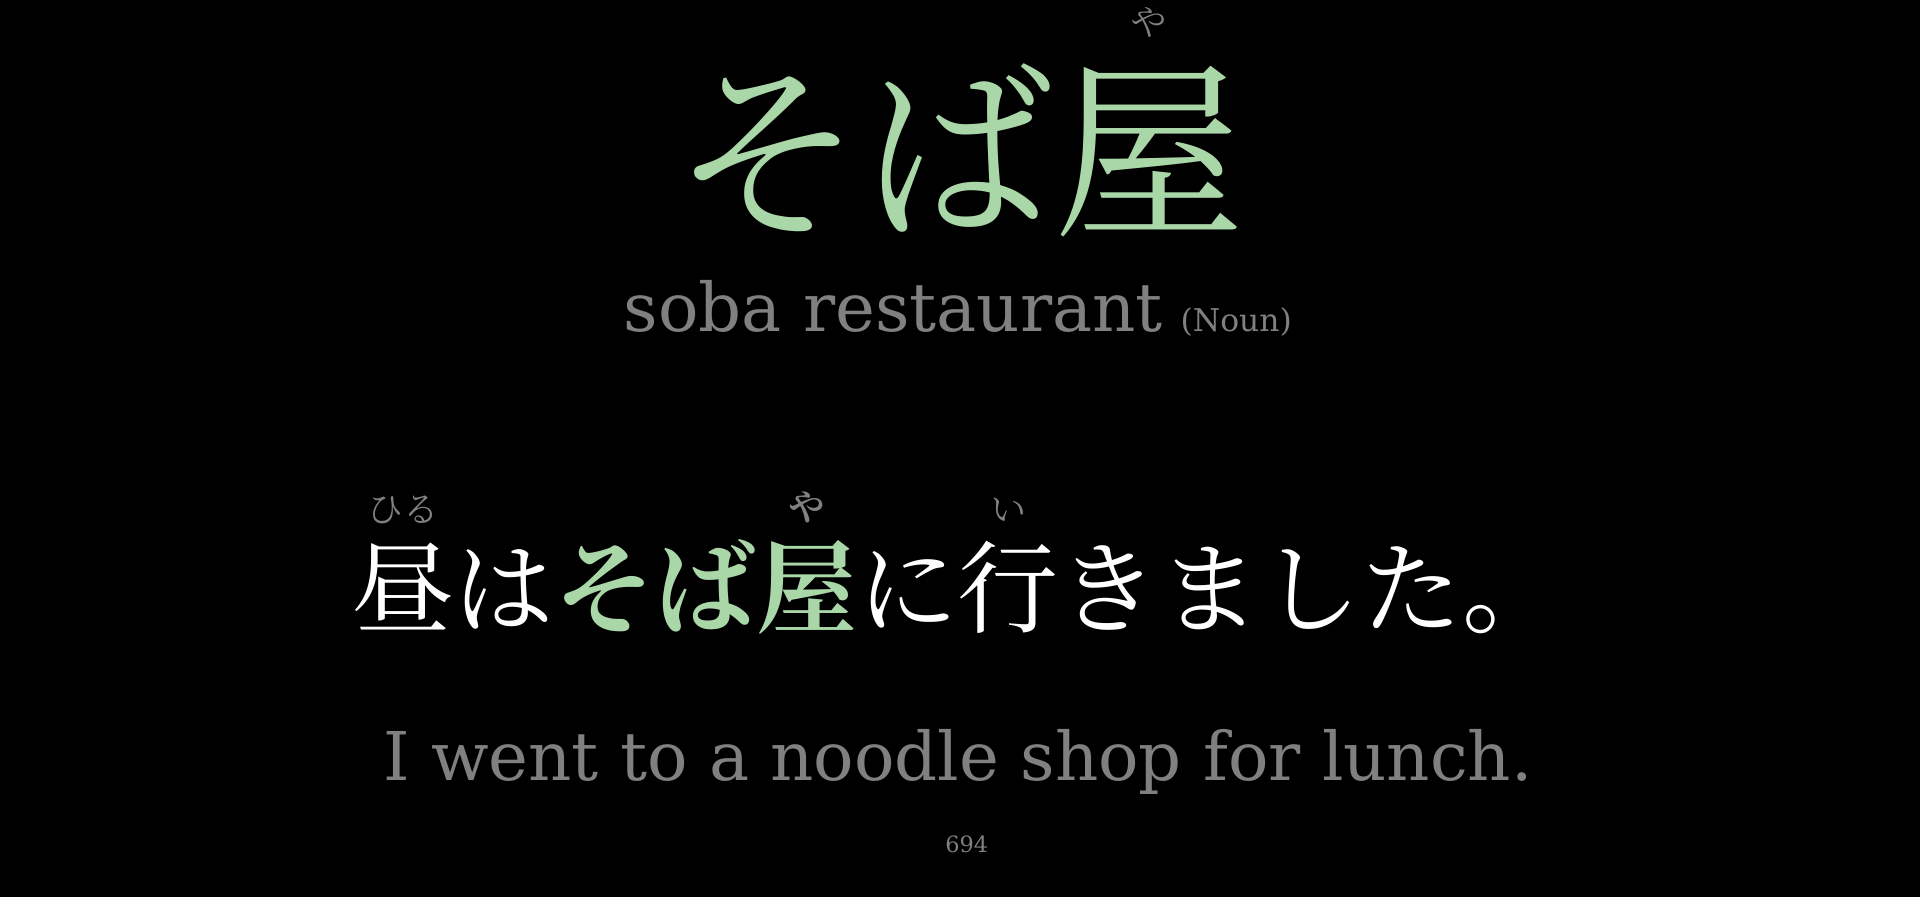 や
そば屋
soba restaurant (Noun)
ひる や い
昼はそば屋に行きました。
I went to a noodle shop for lunch.
694